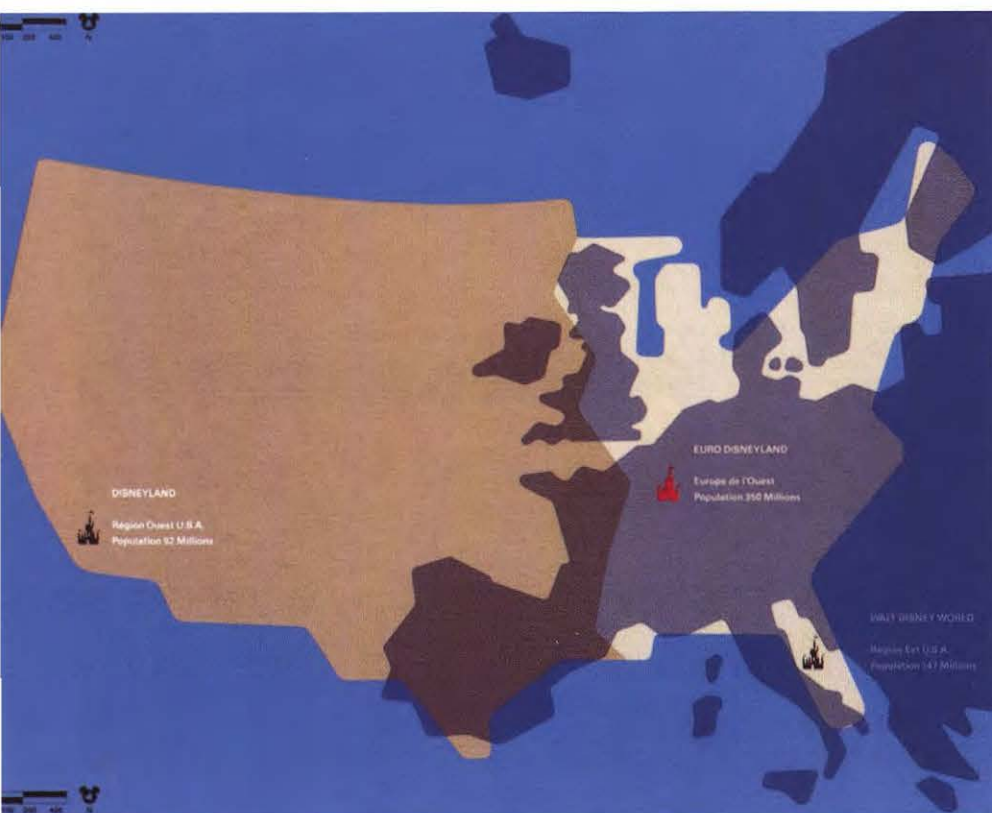 N
DISNEYLAND
Région Ouest U.S.A.
Population 92 Millions
EURO DISNEYLAND
Europe de l'Ouest
Population 350 Millions
WALT DISNEY WORLD
Région Est U.S.A.
Population 147 Millions
N